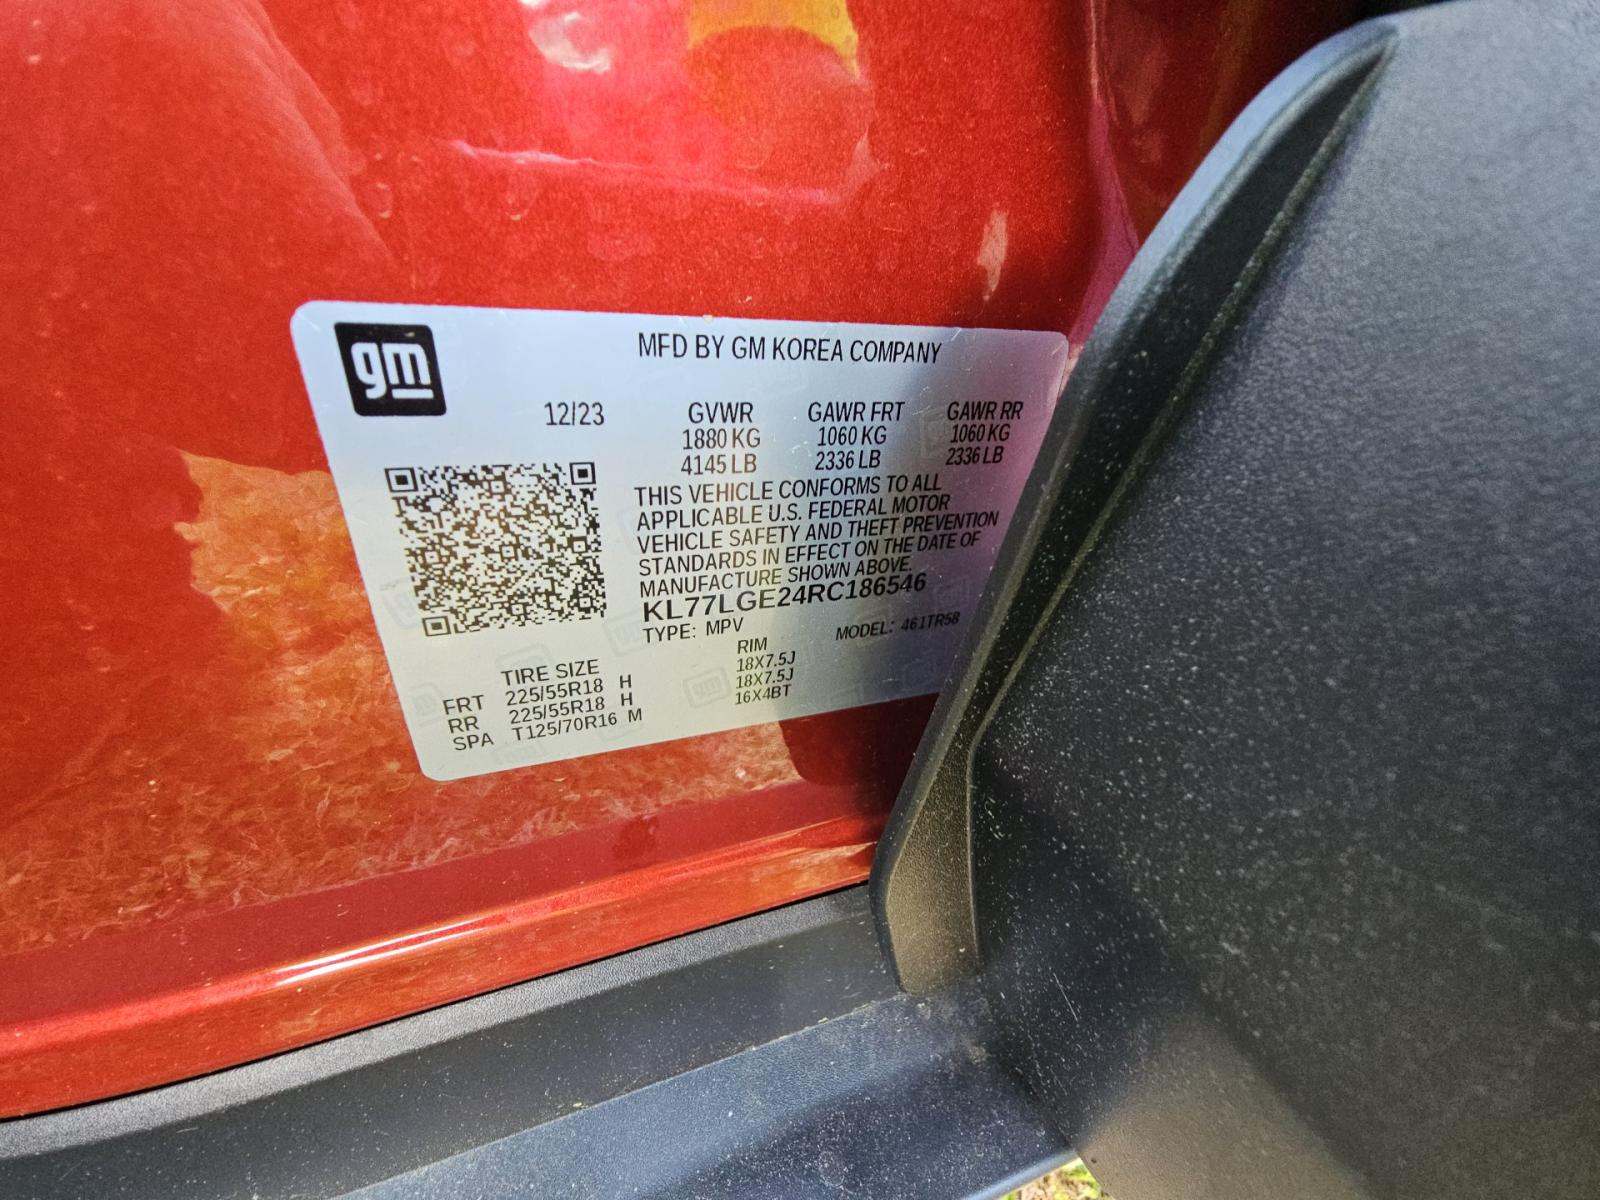 gm
MFD BY GM KOREA COMPANY
12/23 GVWR GAWR FRT GAWR RR
1880 KG 1060 KG 1060 KG
4145 LB 2336 LB 2336 LB
THIS VEHICLE CONFORMS TO ALL
APPLICABLE U.S. FEDERAL MOTOR
VEHICLE SAFETY AND THEFT PREVENTION
STANDARDS IN EFFECT ON THE DATE OF
MANUFACTURE SHOWN ABOVE.
KL77LGE24RC186546
TYPE: MPV MODEL: 461TR58
TIRE SIZE RIM
FRT 225/55R18 H 18X7.5J
RR 225/55R18 H 18X7.5J
SPA T125/70R16 M 16X4BT